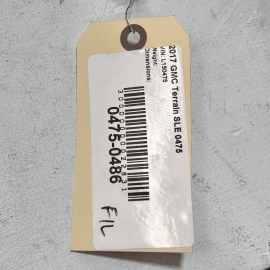 2017 GMC Terrain SLE 0475
VIN: L150475
Weight:
Dimensions:
0475-0486
F/L